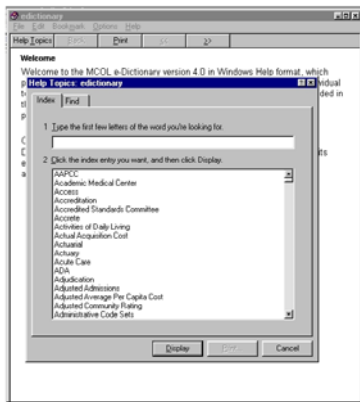 edictionary
File Edit Bookmark Options Help
Help Topics Back Print << >>
Welcome
Welcome to the MCOL e-Dictionary version 4.0 in Windows Help format, which
Help Topics: edictionary
Index Find
1 Type the first few letters of the word you're looking for.
2 Click the index entry you want, and then click Display.
AAPCC
Academic Medical Center
Access
Accreditation
Accredited Standards Committee
Accrete
Activities of Daily Living
Actual Acquisition Cost
Actuarial
Actuary
Acute Care
ADA
Adjudication
Adjusted Admissions
Adjusted Average Per Capita Cost
Adjusted Community Rating
Administrative Code Sets
Display Print... Cancel